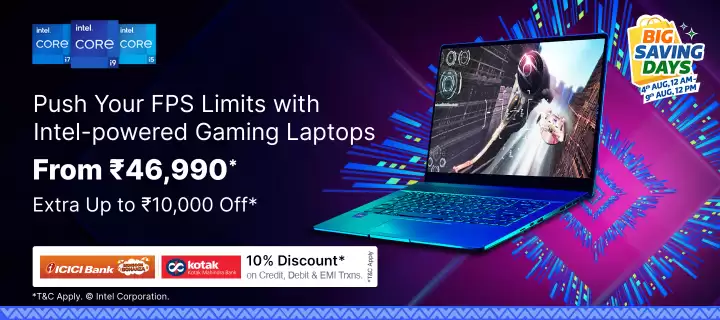 intel.
CORE
i7
intel.
CORE
i9
intel.
CORE
i5
BIG
SAVING
DAYS
4th AUG, 12 AM-
9th AUG, 12 PM
Push Your FPS Limits with
Intel-powered Gaming Laptops
From ₹46,990*
Extra Up to ₹10,000 Off*
ICICI Bank
kotak
Kotak Mahindra Bank
10% Discount*
on Credit, Debit & EMI Trxns.
*T&C Apply
*T&C Apply. © Intel Corporation.